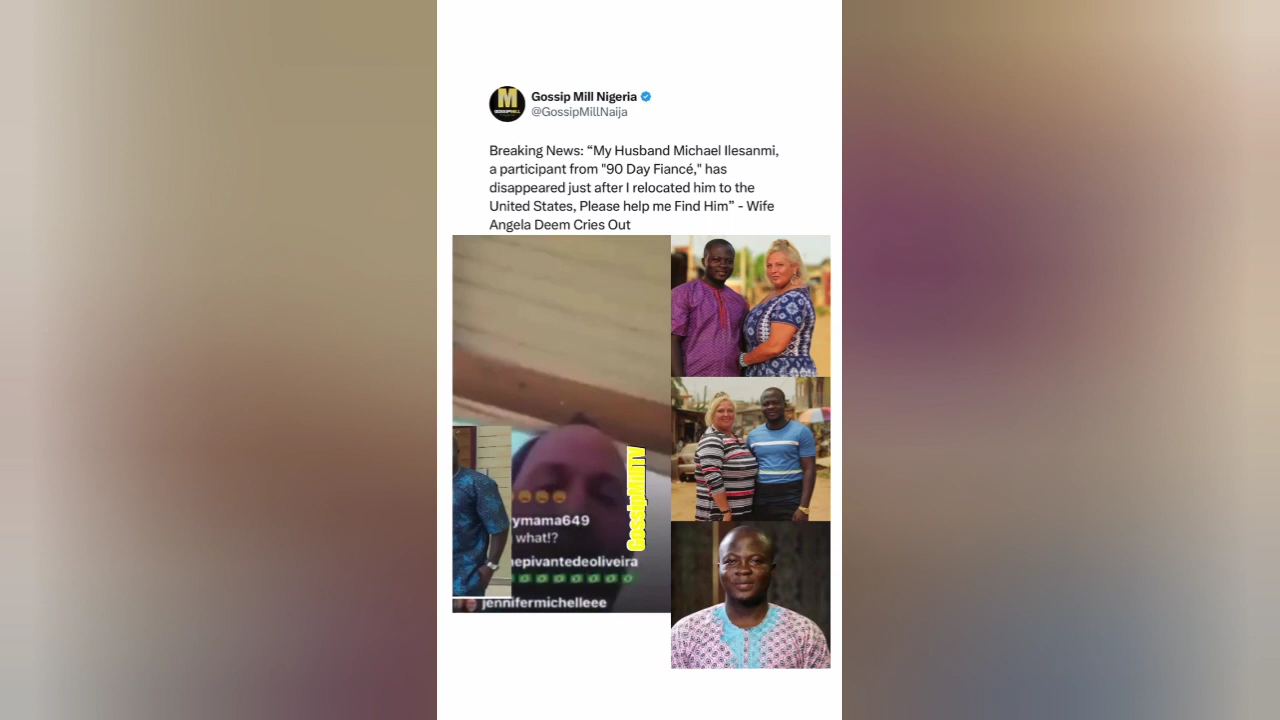 Gossip Mill Nigeria
@GossipMillNaija
Breaking News: “My Husband Michael Ilesanmi,
a participant from "90 Day Fiancé," has
disappeared just after I relocated him to the
United States, Please help me Find Him” - Wife
Angela Deem Cries Out
GossipMillTV
ymama649
what!?
nepivantedeoliveira
jennifermichelleee